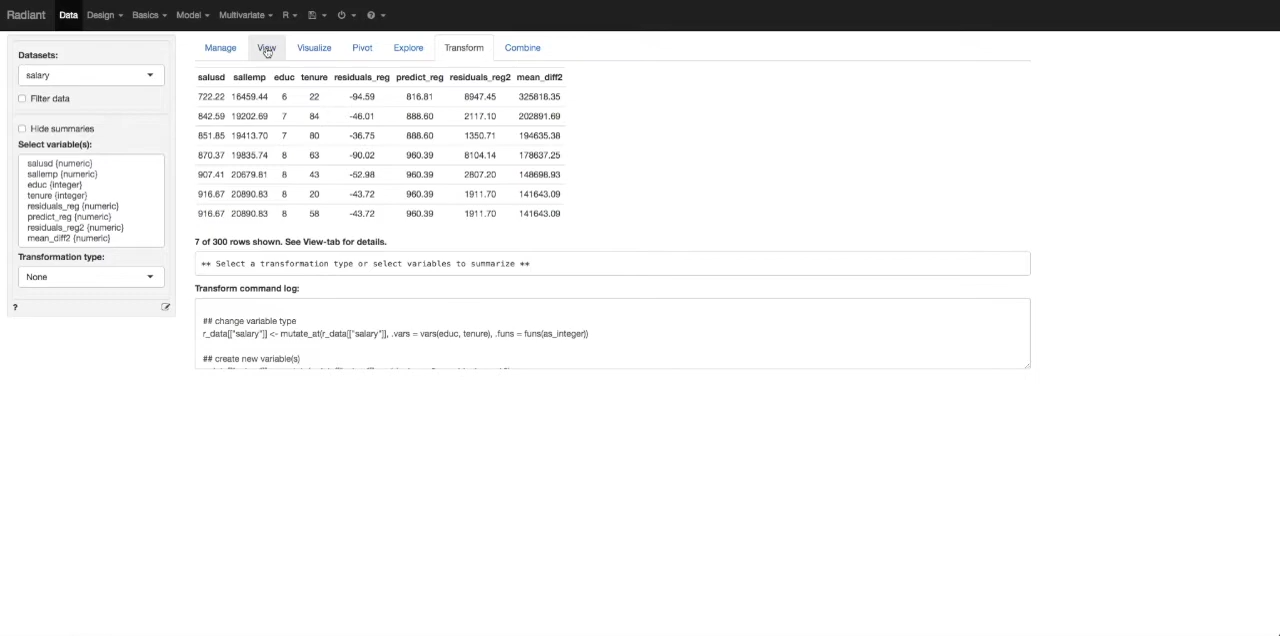 Radiant Data Design Basics Model Multivariate R
Datasets:
salary
Filter data
Hide summaries
Select variable(s):
salusd {numeric}
sallemp {numeric}
educ {integer}
tenure {integer}
residuals_reg {numeric}
predict_reg {numeric}
residuals_reg2 {numeric}
mean_diff2 {numeric}
Transformation type:
None
?
Manage View Visualize Pivot Explore Transform Combine
salusd sallemp educ tenure residuals_reg predict_reg residuals_reg2 mean_diff2
722.22 16459.44 6 22 -94.59 816.81 8947.45 325818.35
842.59 19202.69 7 84 -46.01 888.60 2117.10 202891.69
851.85 19413.70 7 80 -36.75 888.60 1350.71 194635.38
870.37 19835.74 8 63 -90.02 960.39 8104.14 178637.25
907.41 20679.81 8 43 -52.98 960.39 2807.20 148698.93
916.67 20890.83 8 20 -43.72 960.39 1911.70 141643.09
916.67 20890.83 8 58 -43.72 960.39 1911.70 141643.09
7 of 300 rows shown. See View-tab for details.
** Select a transformation type or select variables to summarize **
Transform command log:
## change variable type
r_data[["salary"]] <- mutate_at(r_data[["salary"]], .vars = vars(educ, tenure), .funs = funs(as_integer))
## create new variable(s)